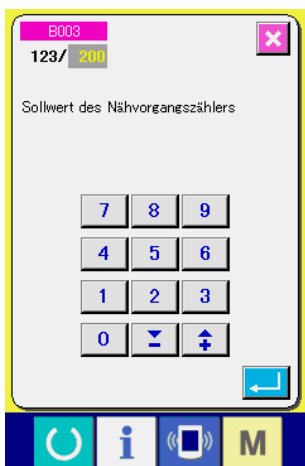 B003
123/ 200
Sollwert des Nähvorgangszählers
7 8 9
4 5 6
1 2 3
0 − +
i M